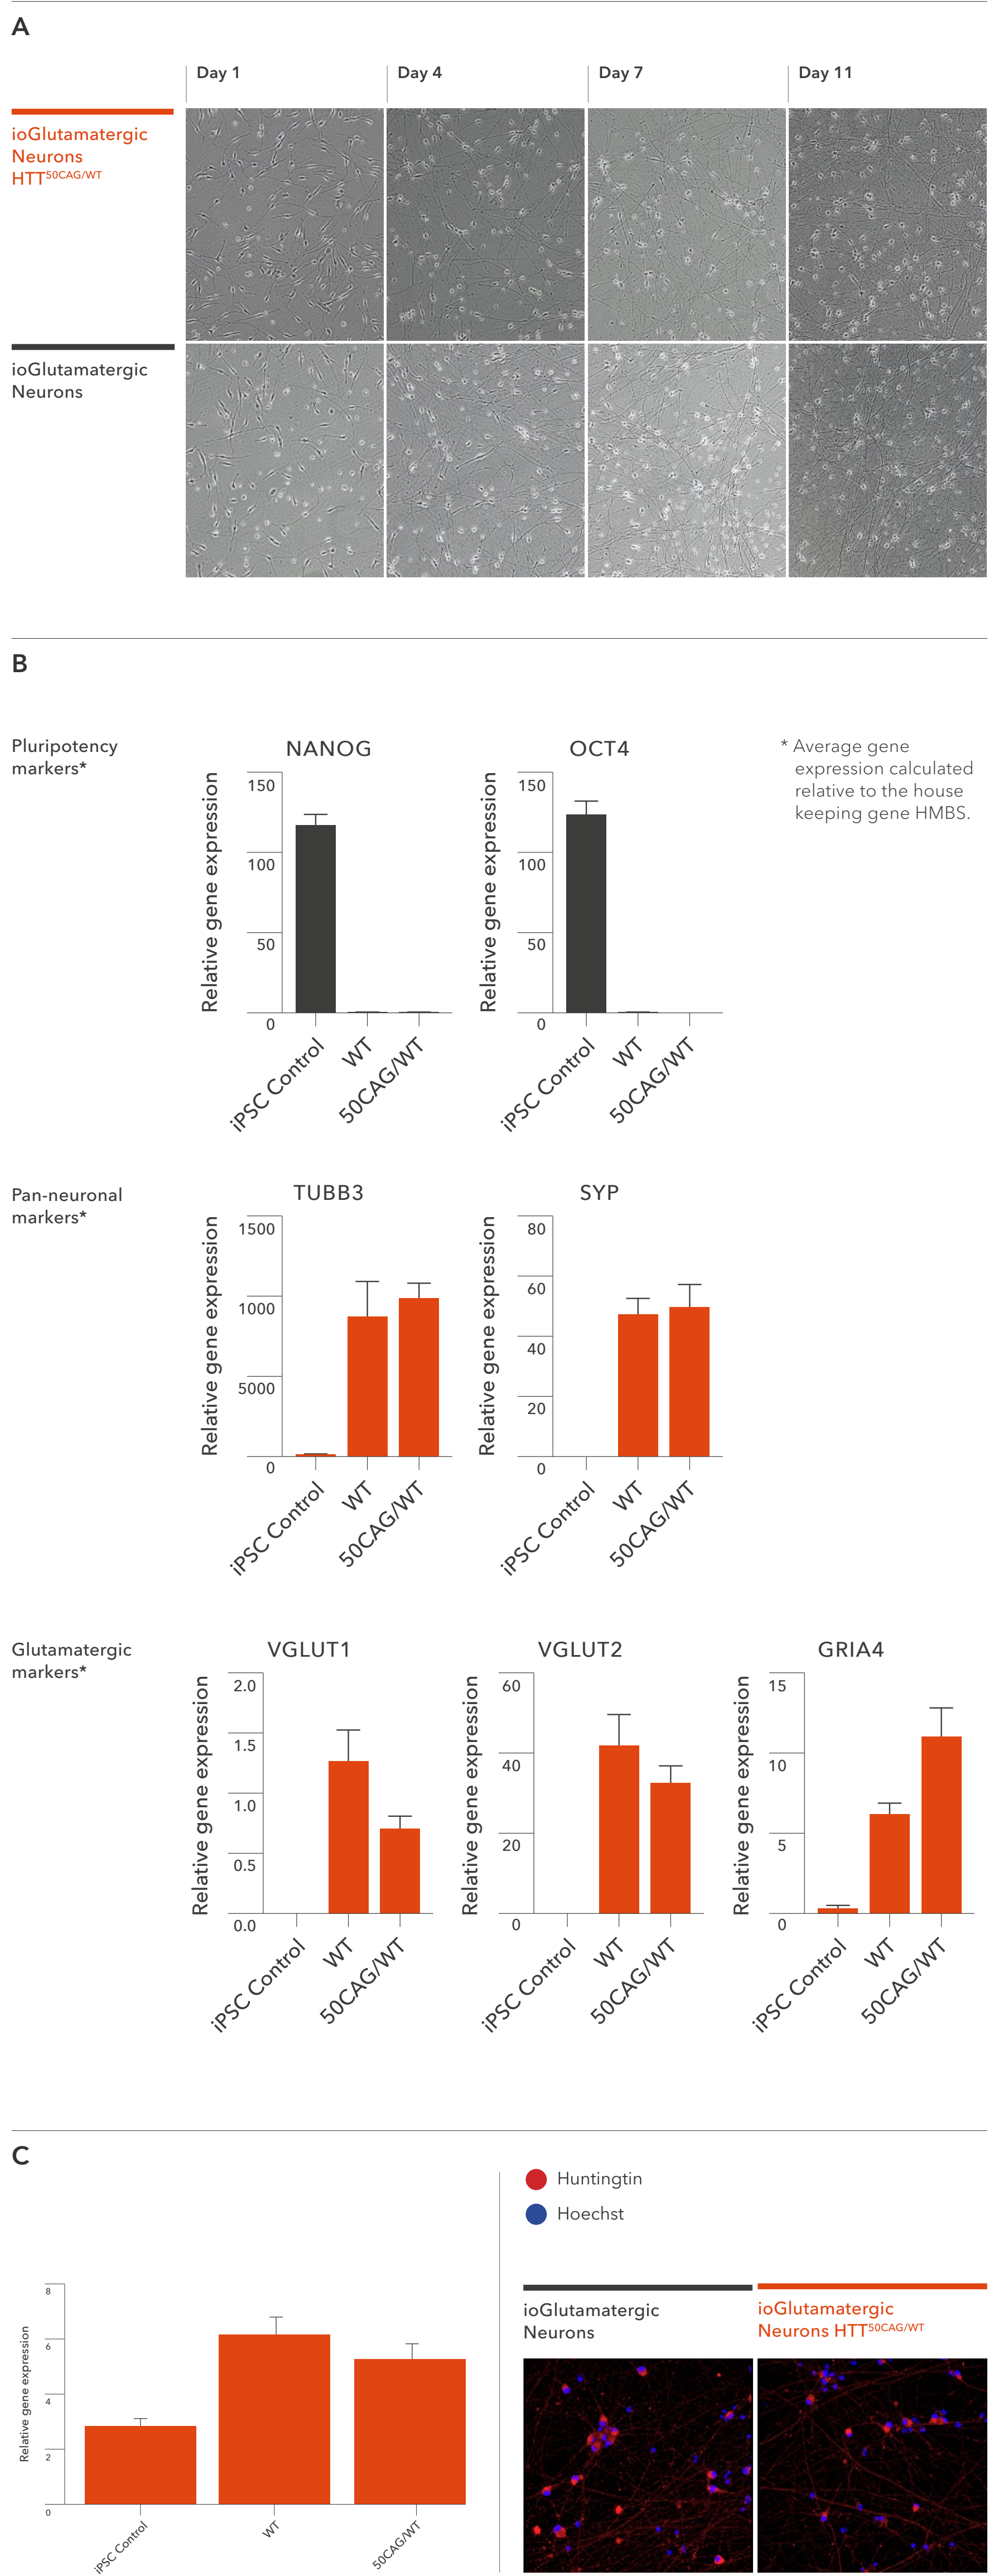 A
Day 1
Day 4
Day 7
Day 11
ioGlutamatergic
Neurons
HTT50CAG/WT
ioGlutamatergic
Neurons
B
Pluripotency
markers*
NANOG
Relative gene expression
150
100
50
0
iPSC Control
WT
50CAG/WT
OCT4
Relative gene expression
150
100
50
0
iPSC Control
WT
50CAG/WT
* Average gene
expression calculated
relative to the house
keeping gene HMBS.
Pan-neuronal
markers*
TUBB3
Relative gene expression
1500
1000
5000
0
iPSC Control
WT
50CAG/WT
SYP
Relative gene expression
80
60
40
20
0
iPSC Control
WT
50CAG/WT
Glutamatergic
markers*
VGLUT1
Relative gene expression
2.0
1.5
1.0
0.5
0.0
iPSC Control
WT
50CAG/WT
VGLUT2
Relative gene expression
60
40
20
0
iPSC Control
WT
50CAG/WT
GRIA4
Relative gene expression
15
10
5
0
iPSC Control
WT
50CAG/WT
C
Relative gene expression
8
6
4
2
0
iPSC Control
WT
50CAG/WT
Huntingtin
Hoechst
ioGlutamatergic
Neurons
ioGlutamatergic
Neurons HTT50CAG/WT